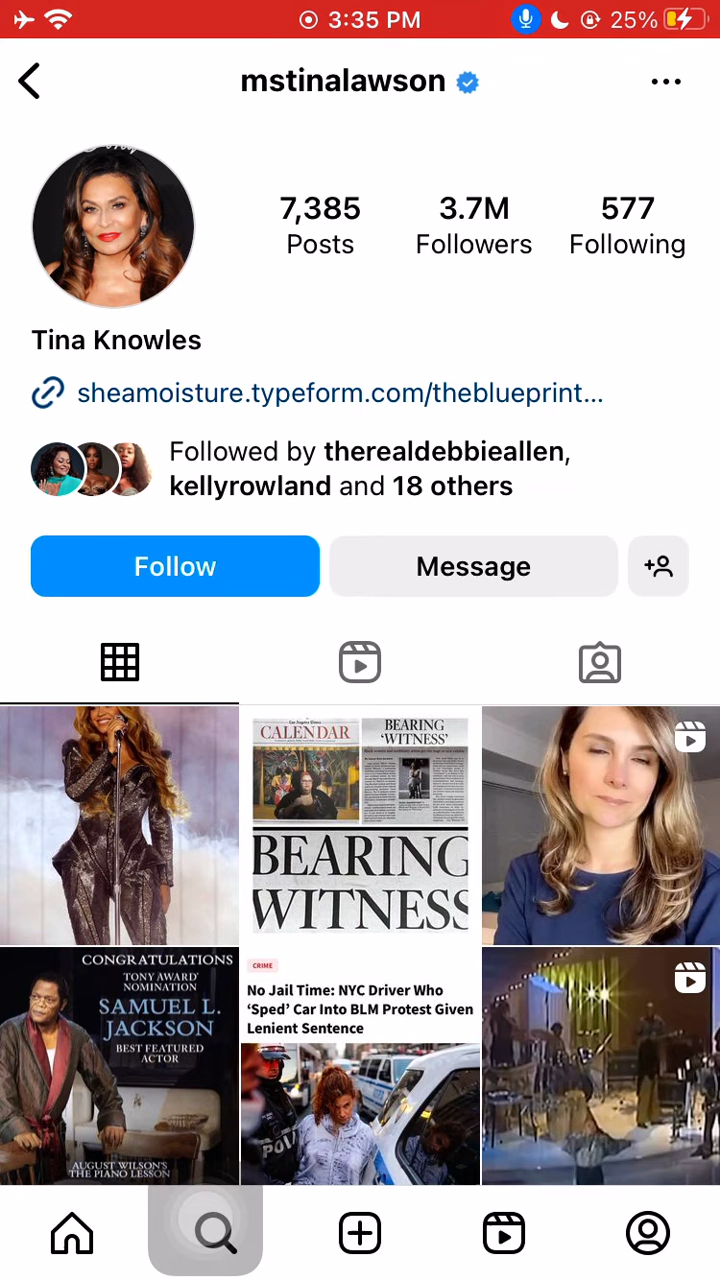 3:35 PM
25%
mstinalawson
7,385
Posts
3.7M
Followers
577
Following
Tina Knowles
sheamoisture.typeform.com/theblueprint...
Followed by therealdebbieallen,
kellyrowland and 18 others
Follow
Message
Los Angeles Times
CALENDAR
BEARING
'WITNESS'
BEARING
WITNESS
CONGRATULATIONS
TONY AWARD
NOMINATION
SAMUEL L.
JACKSON
BEST FEATURED
ACTOR
AUGUST WILSON'S
THE PIANO LESSON
CRIME
No Jail Time: NYC Driver Who
'Sped' Car Into BLM Protest Given
Lenient Sentence